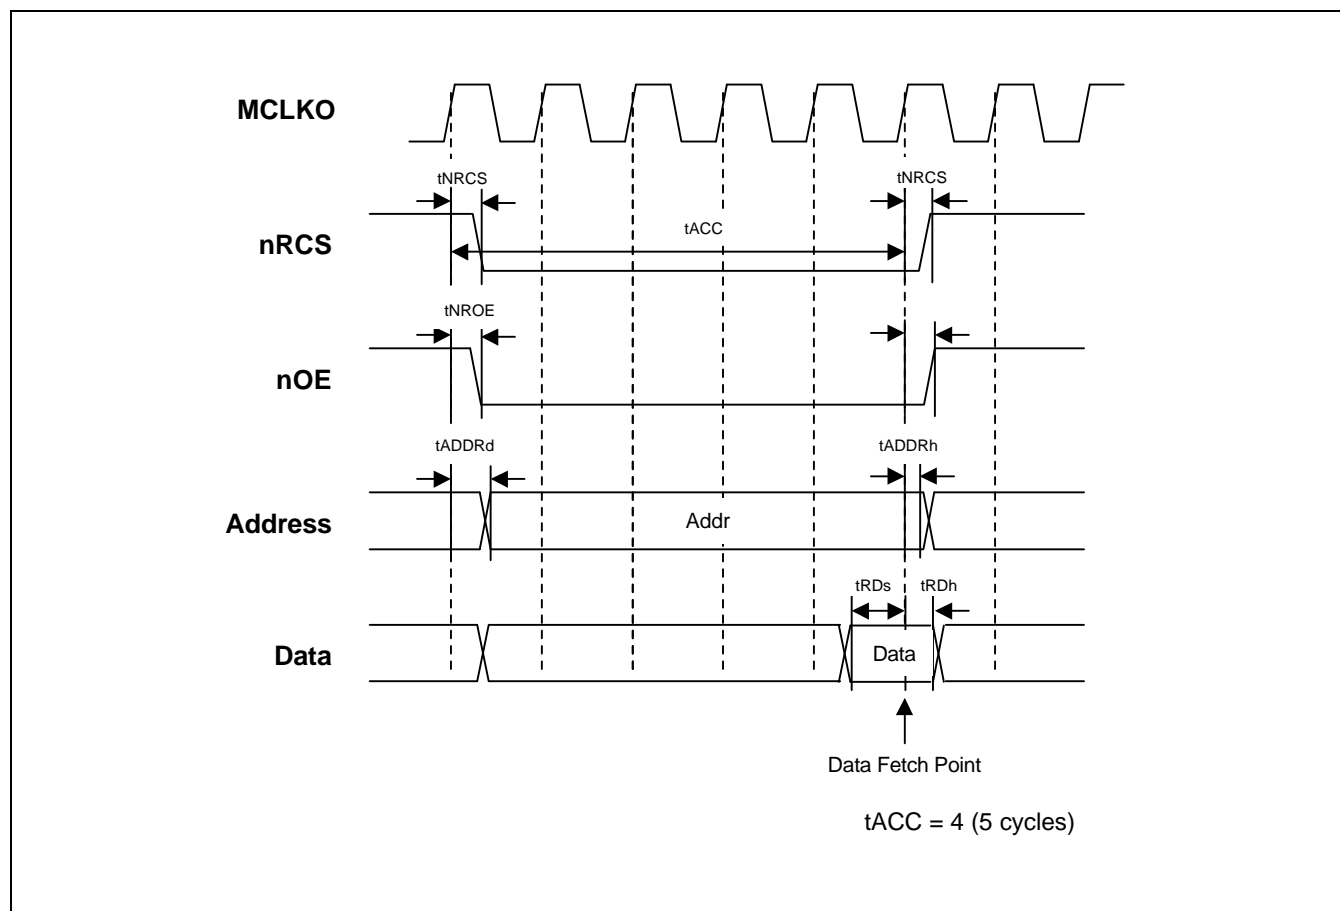 MCLKO
tNRCS
tNRCS
nRCS
tACC
tNROE
nOE
tADDRd
tADDRh
Address
Addr
tRDs
tRDh
Data
Data
Data Fetch Point
tACC = 4 (5 cycles)